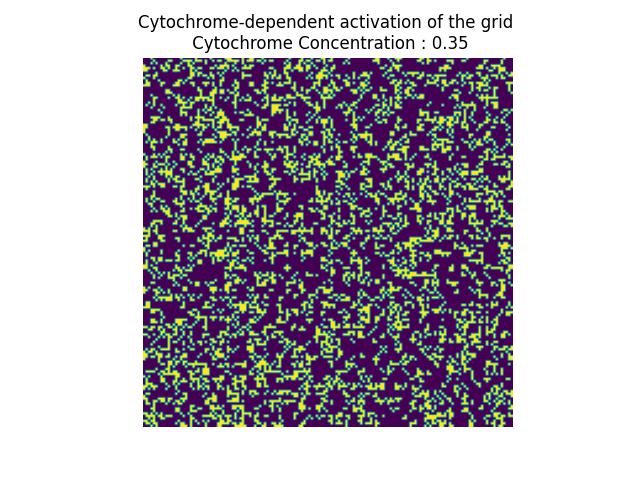 Cytochrome-dependent activation of the grid
Cytochrome Concentration : 0.35